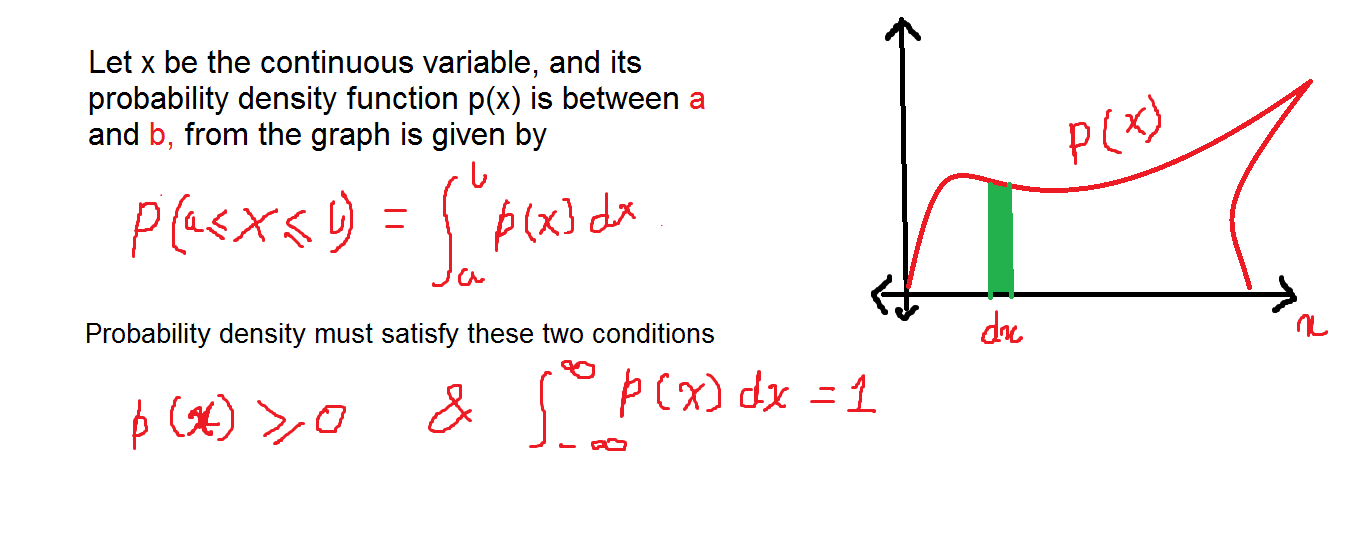 Let x be the continuous variable, and its
probability density function p(x) is between a
and b, from the graph is given by
P(a≤x≤b) = ∫_a^b p(x) dx
Probability density must satisfy these two conditions
p(x) ≥ 0 & ∫_{-∞}^{∞} p(x) dx = 1
P(x)
dx
x